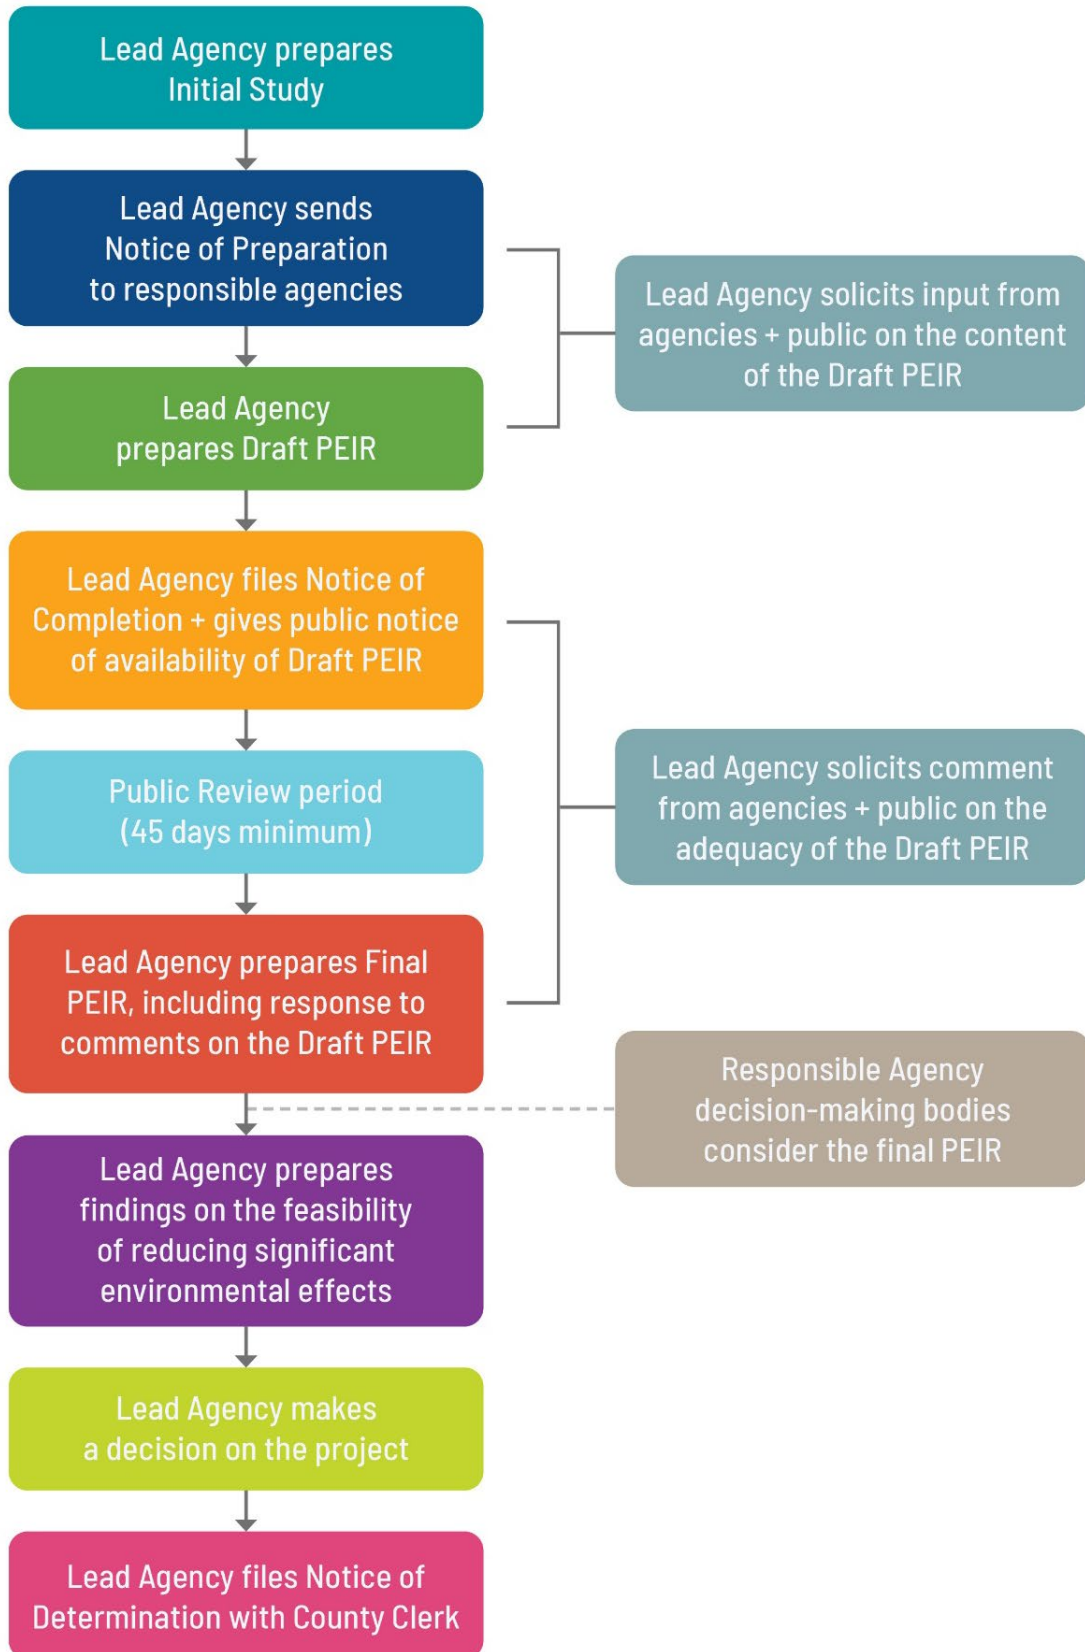 Lead Agency prepares
Initial Study
Lead Agency sends
Notice of Preparation
to responsible agencies
Lead Agency solicits input from
agencies + public on the content
of the Draft PEIR
Lead Agency
prepares Draft PEIR
Lead Agency files Notice of
Completion + gives public notice
of availability of Draft PEIR
Public Review period
(45 days minimum)
Lead Agency solicits comment
from agencies + public on the
adequacy of the Draft PEIR
Lead Agency prepares Final
PEIR, including response to
comments on the Draft PEIR
Responsible Agency
decision-making bodies
consider the final PEIR
Lead Agency prepares
findings on the feasibility
of reducing significant
environmental effects
Lead Agency makes
a decision on the project
Lead Agency files Notice of
Determination with County Clerk